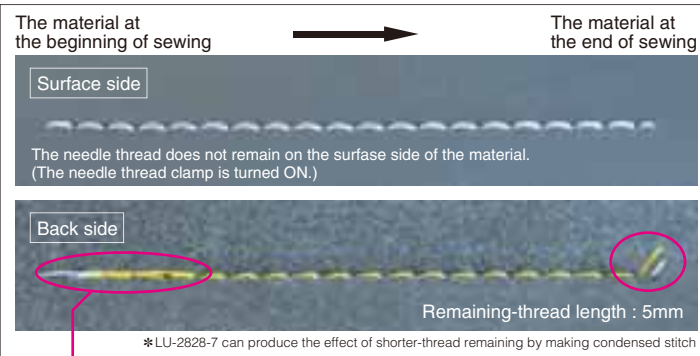 The material at
the beginning of sewing
The material at
the end of sewing
Surface side
The needle thread does not remain on the surfase side of the material.
(The needle thread clamp is turned ON.)
Back side
Remaining-thread length : 5mm
＊LU-2828-7 can produce the effect of shorter-thread remaining by making condensed stitch